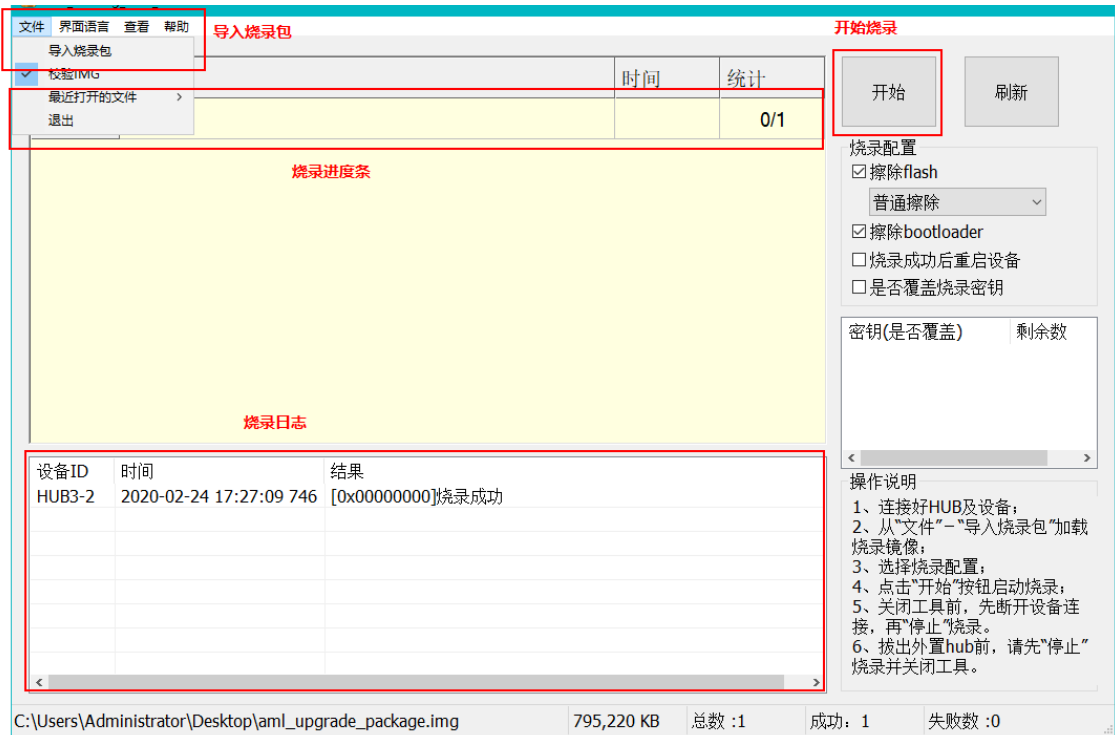 文件 界面语言 查看 帮助
导入烧录包
开始烧录
导入烧录包
校验IMG
最近打开的文件 >
退出
时间 统计
0/1
开始 刷新
烧录进度条
烧录配置
擦除flash
普通擦除
擦除bootloader
烧录成功后重启设备
是否覆盖烧录密钥
密钥(是否覆盖) 剩余数
烧录日志
设备ID 时间 结果
HUB3-2 2020-02-24 17:27:09 746 [0x00000000]烧录成功
操作说明
1、连接好HUB及设备;
2、从"文件"-"导入烧录包"加载
烧录镜像;
3、选择烧录配置;
4、点击"开始"按钮启动烧录;
5、关闭工具前，先断开设备连
接，再"停止"烧录。
6、拔出外置hub前，请先"停止"
烧录并关闭工具。
C:\Users\Administrator\Desktop\aml_upgrade_package.img 795,220 KB 总数 :1 成功: 1 失败数 :0